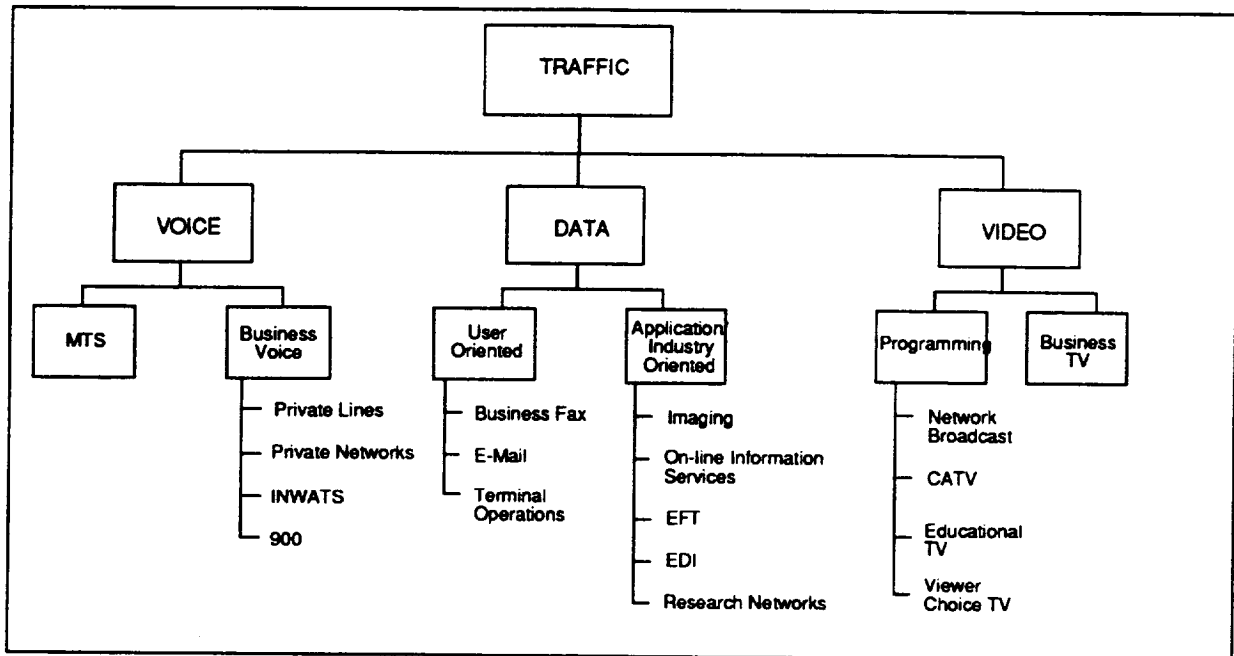 TRAFFIC
VOICE
DATA
VIDEO
MTS
Business
Voice
User
Oriented
Application/
Industry
Oriented
Programming
Business
TV
Private Lines
Private Networks
INWATS
900
Business Fax
E-Mail
Terminal
Operations
Imaging
On-line Information
Services
EFT
EDI
Research Networks
Network
Broadcast
CATV
Educational
TV
Viewer
Choice TV